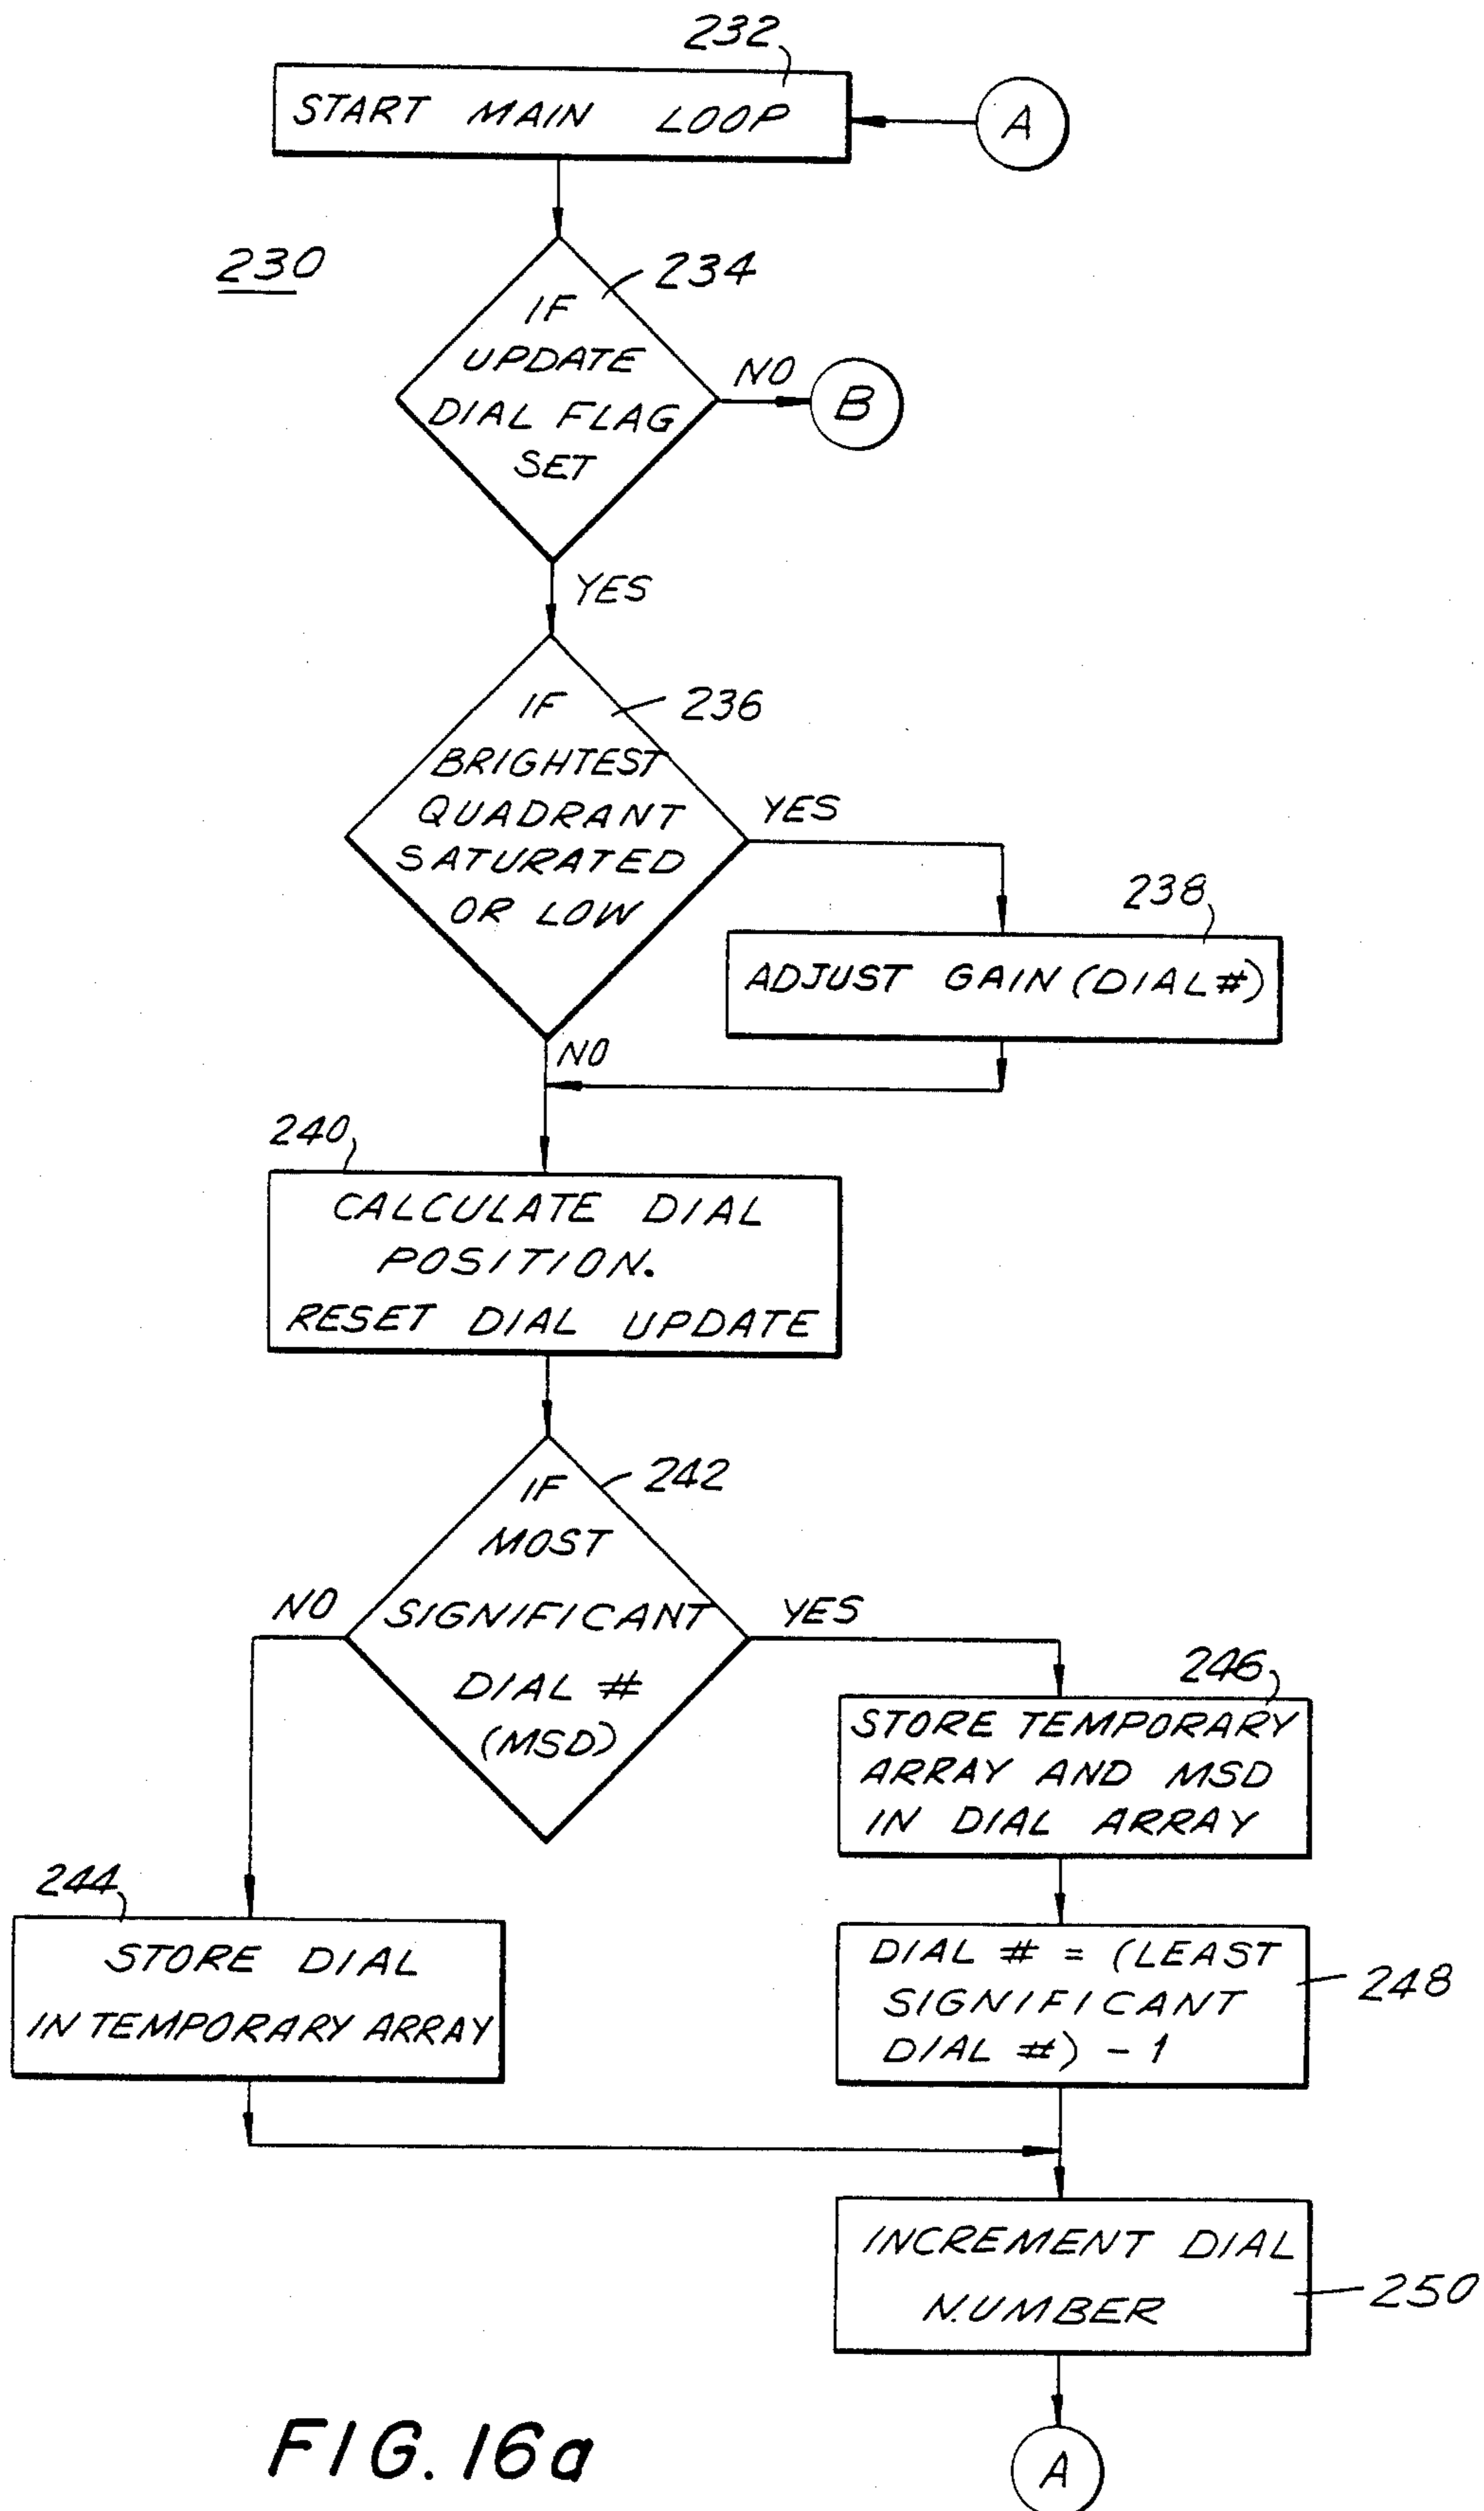 232
START MAIN LOOP
A
230
234
IF
UPDATE
DIAL FLAG
SET
NO
B
YES
236
IF
BRIGHTEST
QUADRANT
SATURATED
OR LOW
YES
238
ADJUST GAIN (DIAL #)
NO
240
CALCULATE DIAL
POSITION.
RESET DIAL UPDATE
242
IF
MOST
SIGNIFICANT
DIAL #
(MSD)
NO
YES
246
STORE TEMPORARY
ARRAY AND MSD
IN DIAL ARRAY
244
STORE DIAL
IN TEMPORARY ARRAY
DIAL # = (LEAST
SIGNIFICANT
DIAL #) - 1
248
INCREMENT DIAL
NUMBER
250
A
FIG. 16a